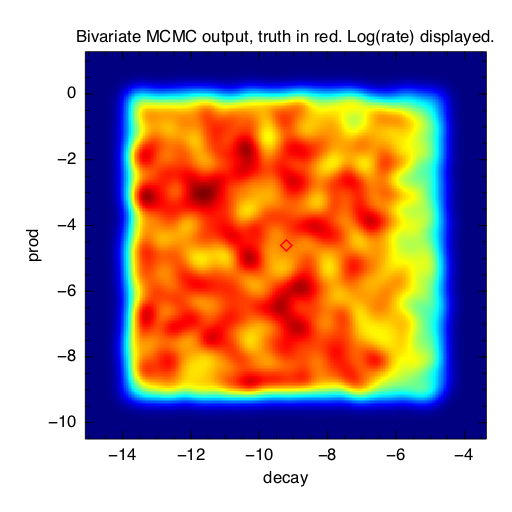 Bivariate MCMC output, truth in red. Log(rate) displayed.
0
−2
−4
−6
−8
−10
prod
−14 −12 −10 −8 −6 −4
decay